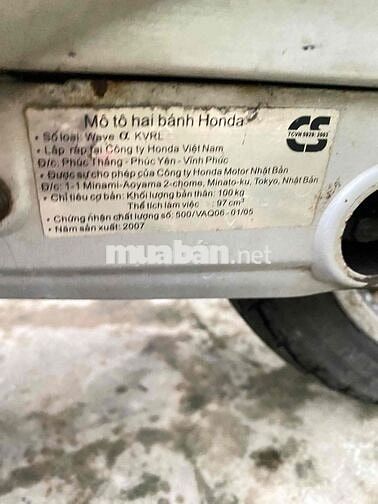 Mô tô hai bánh Honda
• Số loại: Wave α KVRL
• Lắp ráp tại Công ty Honda Việt Nam
Đ/c: Phúc Thắng - Phúc Yên - Vĩnh Phúc
• Được sự cho phép của Công ty Honda Motor Nhật Bản
Đ/c: 1-1 Minami-Aoyama 2-chome, Minato-ku, Tokyo, Nhật Bản
• Chỉ tiêu cơ bản: Khối lượng bản thân: 100 kg
Thể tích làm việc : 97 cm³
• Chứng nhận chất lượng số: 500/VAQ06 - 01/05
• Năm sản xuất: 2007
CS
TCVN 5929: 2005
muaban.net